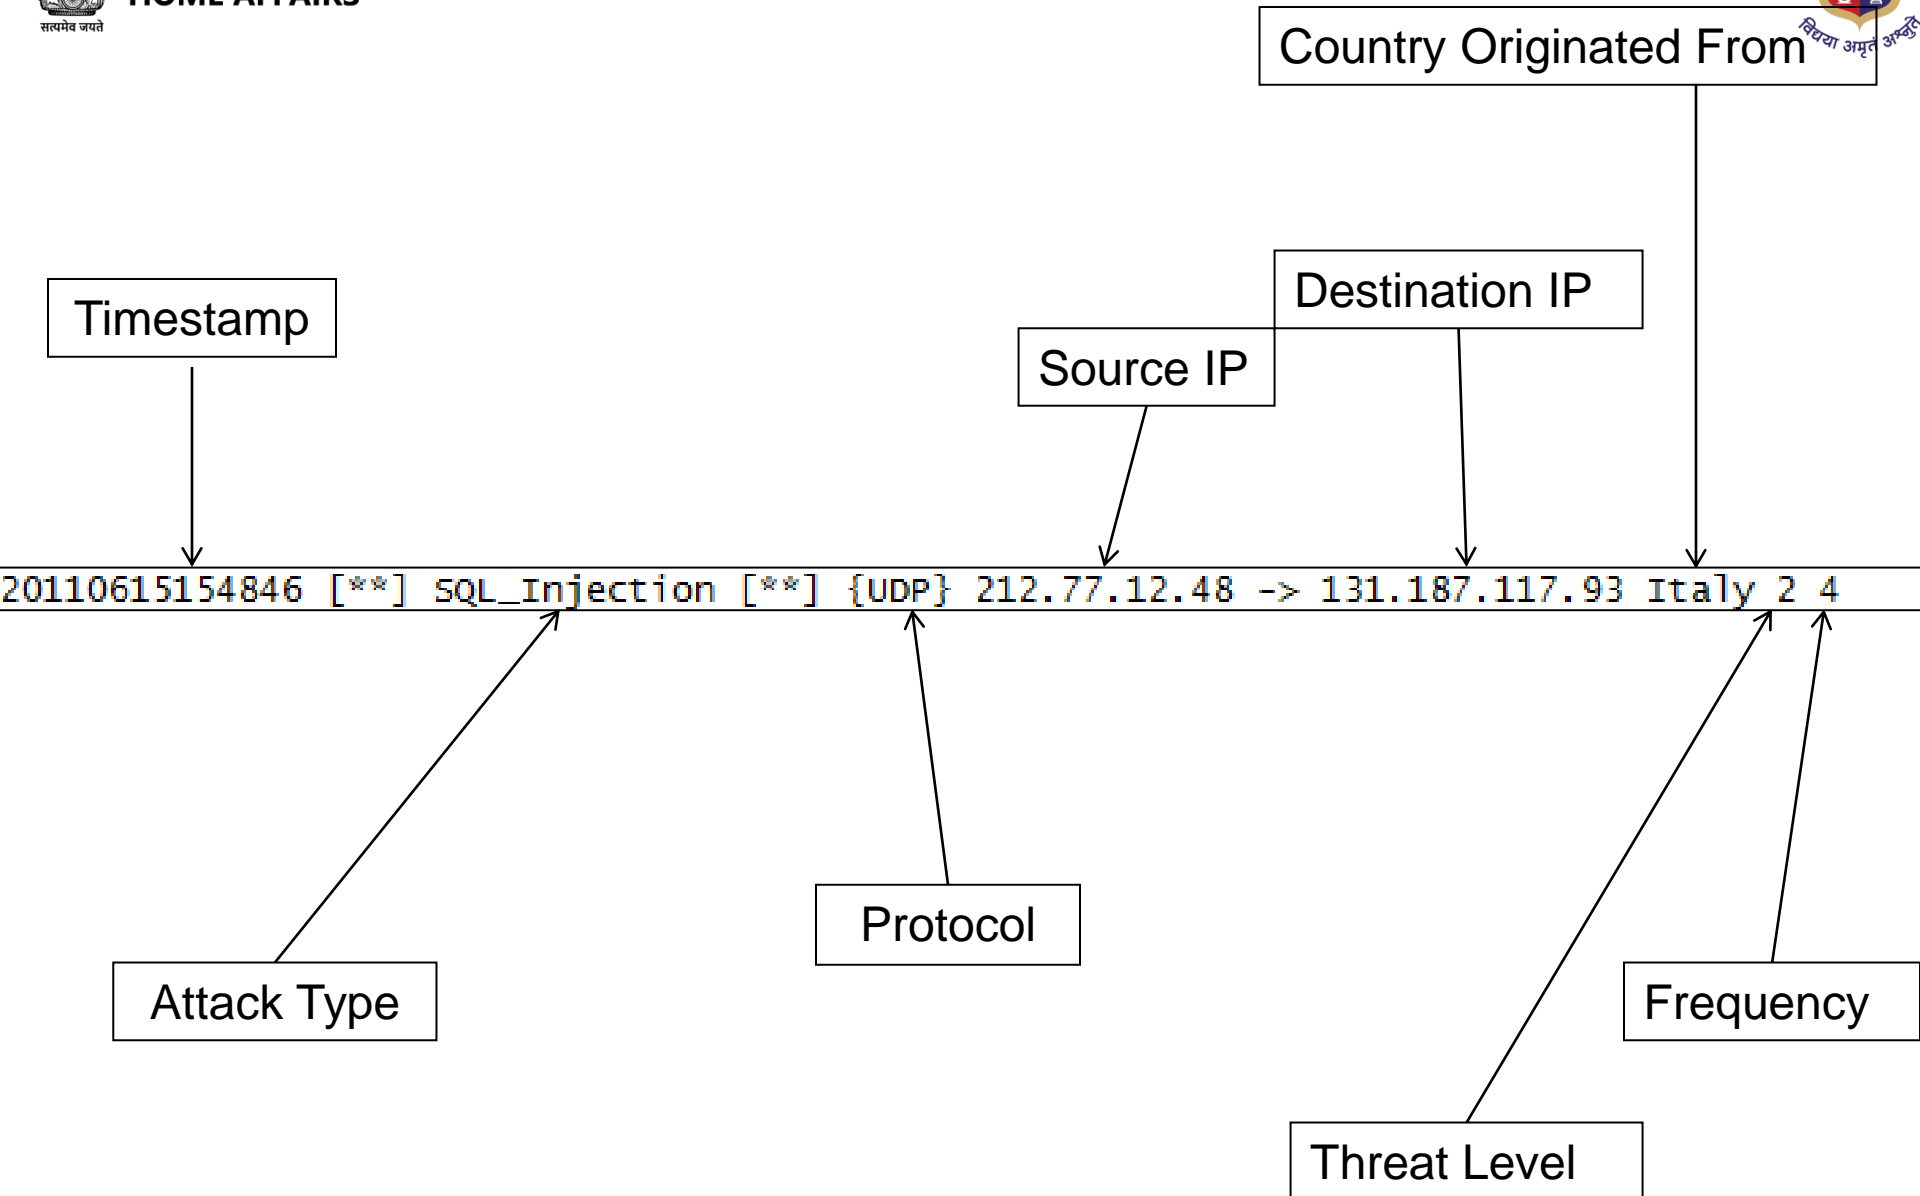 HOME AFFAIRS
सत्यमेव जयते
विद्यया अमृतं अश्नुते
Country Originated From
Destination IP
Timestamp
Source IP
20110615154846 [**] SQL_Injection [**] {UDP} 212.77.12.48 -> 131.187.117.93 Italy 2 4
Protocol
Attack Type
Frequency
Threat Level